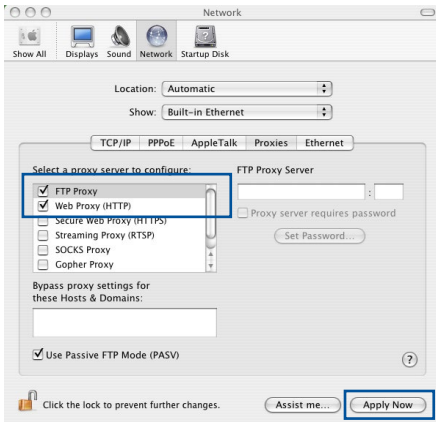 Network
Show All Displays Sound Network Startup Disk
Location: Automatic
Show: Built-in Ethernet
TCP/IP PPPoE AppleTalk Proxies Ethernet
Select a proxy server to configure: FTP Proxy Server
FTP Proxy
Web Proxy (HTTP)
:
Secure Web Proxy (HTTPS)
Proxy server requires password
Streaming Proxy (RTSP)
Set Password...
SOCKS Proxy
Gopher Proxy
Bypass proxy settings for
these Hosts & Domains:
Use Passive FTP Mode (PASV)
?
Click the lock to prevent further changes. Assist me... Apply Now